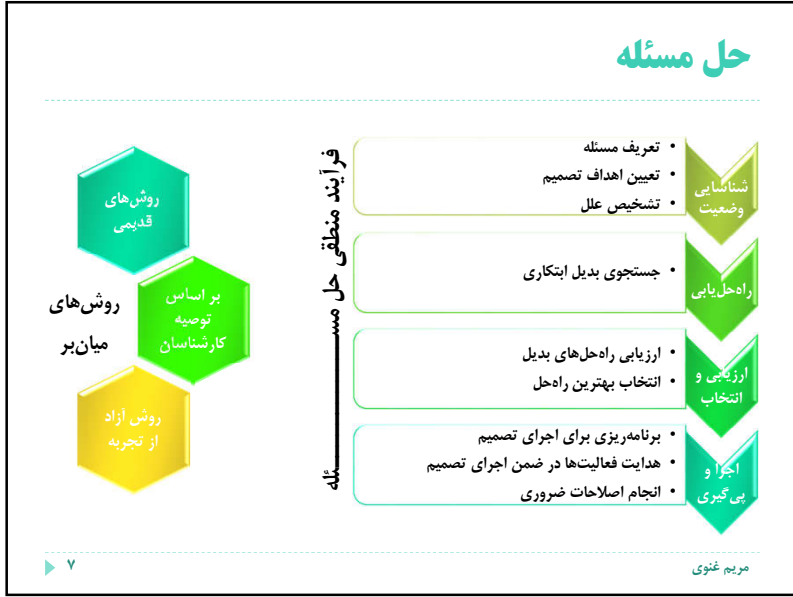 حل مسئله
شناسایی
وضعیت
• تعریف مسئله
• تعیین اهداف تصمیم
• تشخیص علل
راه‌حل‌یابی
• جستجوی بدیل ابتکاری
ارزیابی و
انتخاب
• ارزیابی راه‌حل‌های بدیل
• انتخاب بهترین راه‌حل
اجرا و
پی‌گیری
• برنامه‌ریزی برای اجرای تصمیم
• هدایت فعالیت‌ها در ضمن اجرای تصمیم
• انجام اصلاحات ضروری
فرآیند منطقی حل مســـــــــــــئله
روش‌های
قدیمی
بر اساس
توصیه
کارشناسان
روش آزاد
از تجربه
روش‌های
میان‌بر
مریم غنوی
۷